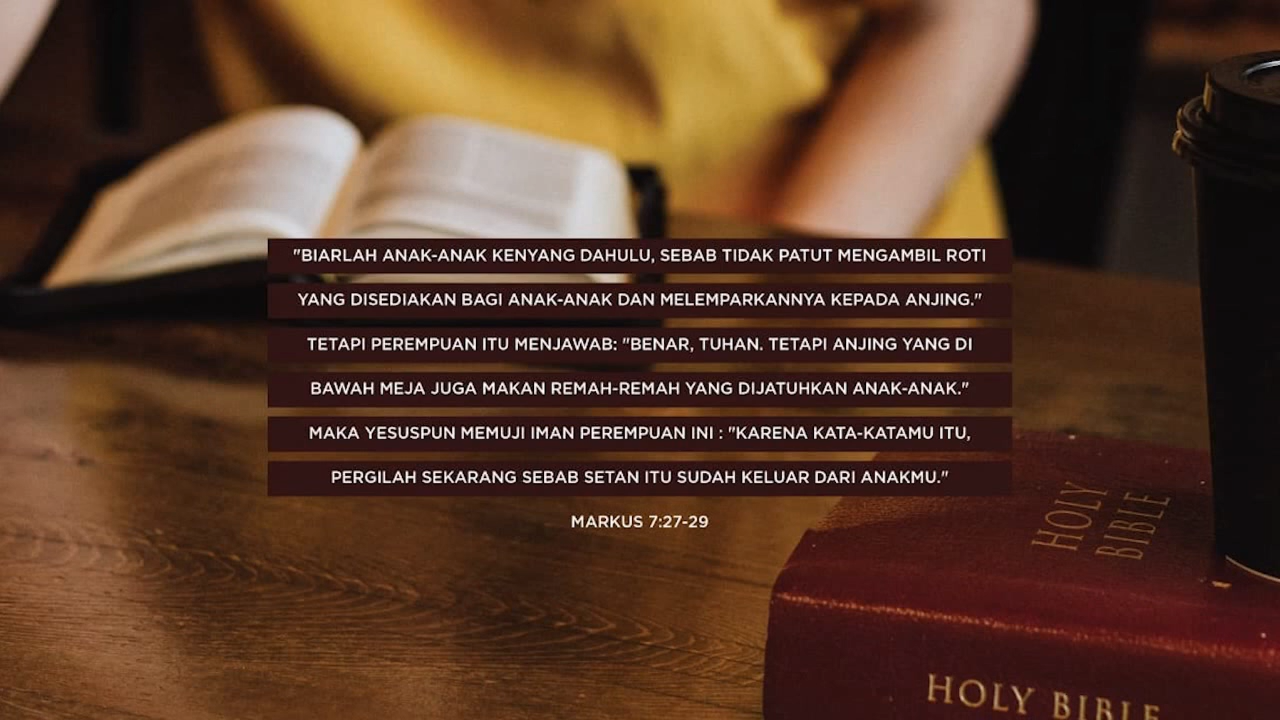 "BIARLAH ANAK-ANAK KENYANG DAHULU, SEBAB TIDAK PATUT MENGAMBIL ROTI
YANG DISEDIAKAN BAGI ANAK-ANAK DAN MELEMPARKANNYA KEPADA ANJING."
TETAPI PEREMPUAN ITU MENJAWAB: "BENAR, TUHAN. TETAPI ANJING YANG DI
BAWAH MEJA JUGA MAKAN REMAH-REMAH YANG DIJATUHKAN ANAK-ANAK."
MAKA YESUSPUN MEMUJI IMAN PEREMPUAN INI : "KARENA KATA-KATAMU ITU,
PERGILAH SEKARANG SEBAB SETAN ITU SUDAH KELUAR DARI ANAKMU."
MARKUS 7:27-29
HOLY
BIBLE
HOLY BIBLE